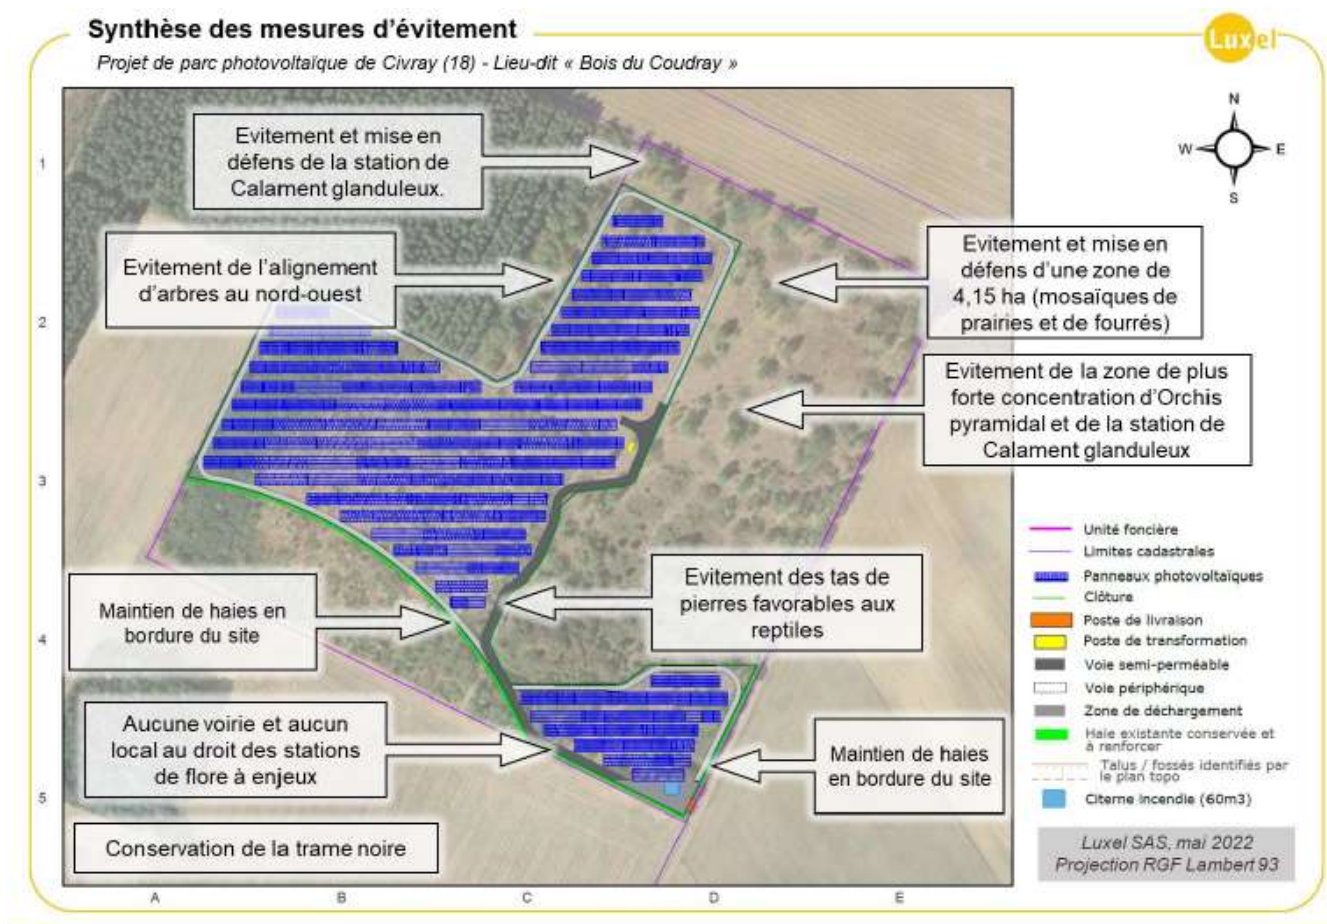 Synthèse des mesures d'évitement
Luxel
Projet de parc photovoltaïque de Civray (18) - Lieu-dit « Bois du Coudray »
N
W
E
S
1
2
3
4
5
A
B
C
D
E
Evitement et mise en
défens de la station de
Calament glanduleux.
Evitement de l'alignement
d'arbres au nord-ouest
Evitement et mise en
défens d'une zone de
4,15 ha (mosaïques de
prairies et de fourrés)
Evitement de la zone de plus
forte concentration d'Orchis
pyramidal et de la station de
Calament glanduleux
Evitement des tas de
pierres favorables aux
reptiles
Maintien de haies en
bordure du site
Aucune voirie et aucun
local au droit des stations
de flore à enjeux
Maintien de haies
en bordure du site
Conservation de la trame noire
Unité foncière
Limites cadastrales
Panneaux photovoltaïques
Clôture
Poste de livraison
Poste de transformation
Voie semi-perméable
Voie périphérique
Zone de déchargement
Haie existante conservée et
à renforcer
Talus / fossés identifiés par
le plan topo
Citerne incendie (60m3)
Luxel SAS, mai 2022
Projection RGF Lambert 93